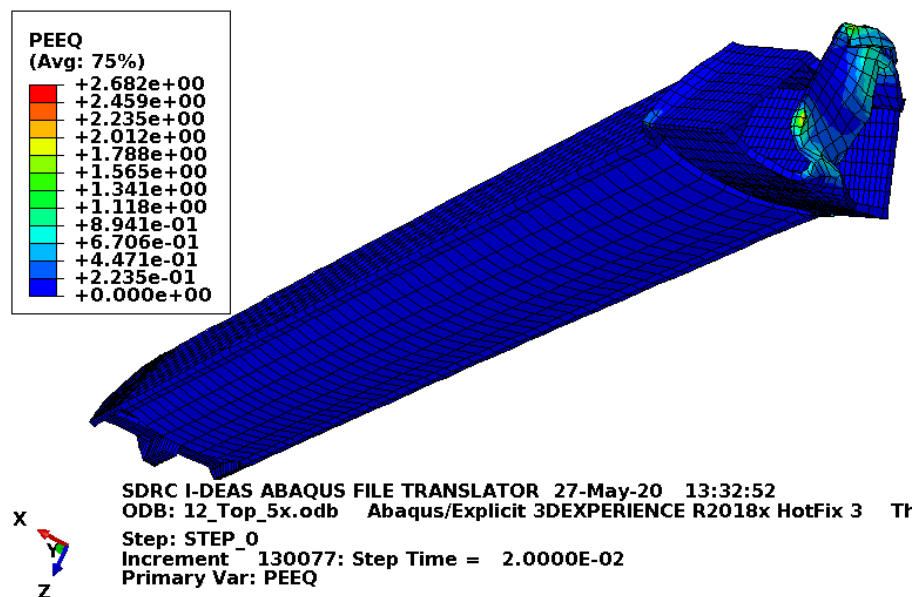 PEEQ
(Avg: 75%)
+2.682e+00
+2.459e+00
+2.235e+00
+2.012e+00
+1.788e+00
+1.565e+00
+1.341e+00
+1.118e+00
+8.941e-01
+6.706e-01
+4.471e-01
+2.235e-01
+0.000e+00
SDRC I-DEAS ABAQUS FILE TRANSLATOR 27-May-20 13:32:52
ODB: 12_Top_5x.odb Abaqus/Explicit 3DEXPERIENCE R2018x HotFix 3 Th
Step: STEP_0
Increment 130077: Step Time = 2.0000E-02
Primary Var: PEEQ
X
Y
Z